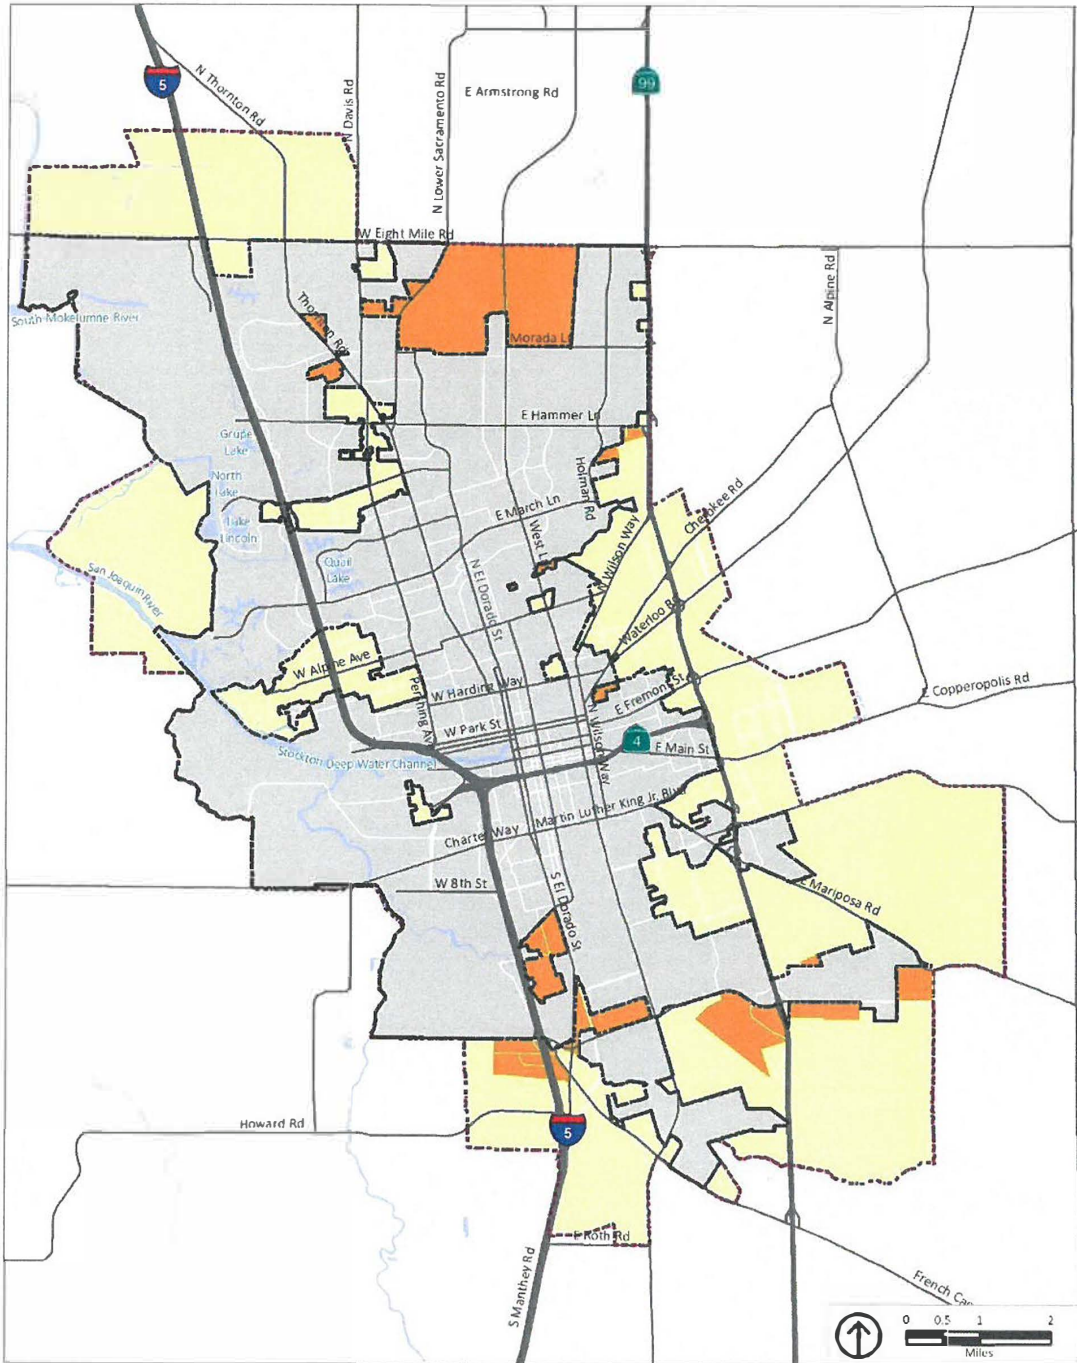 5
N Thornton Rd
N Davis Rd
N Lower Sacramento Rd
E Armstrong Rd
99
W Eight Mile Rd
N Alpine Rd
South Mokelumne River
Thornton Rd
Morada Ln
E Hammer Ln
Grupe
Lake
North
Lake
Lake
Lincoln
Holman Rd
E March Ln
West Ln
Cherokee Rd
N Wilson Way
Quail
Lake
N El Dorado St
San Joaquin River
Waterloo Rd
W Alpine Ave
Pershing Ave
W Harding Way
E Fremont St
E Copperopolis Rd
W Park St
N Wilson Way
4
E Main St
Stockton Deep Water Channel
Martin Luther King Jr. Blvd
Charter Way
W 8th St
S El Dorado St
E Mariposa Rd
Howard Rd
5
E Roth Rd
S Manthey Rd
French Ca
0 0.5 1 2
Miles